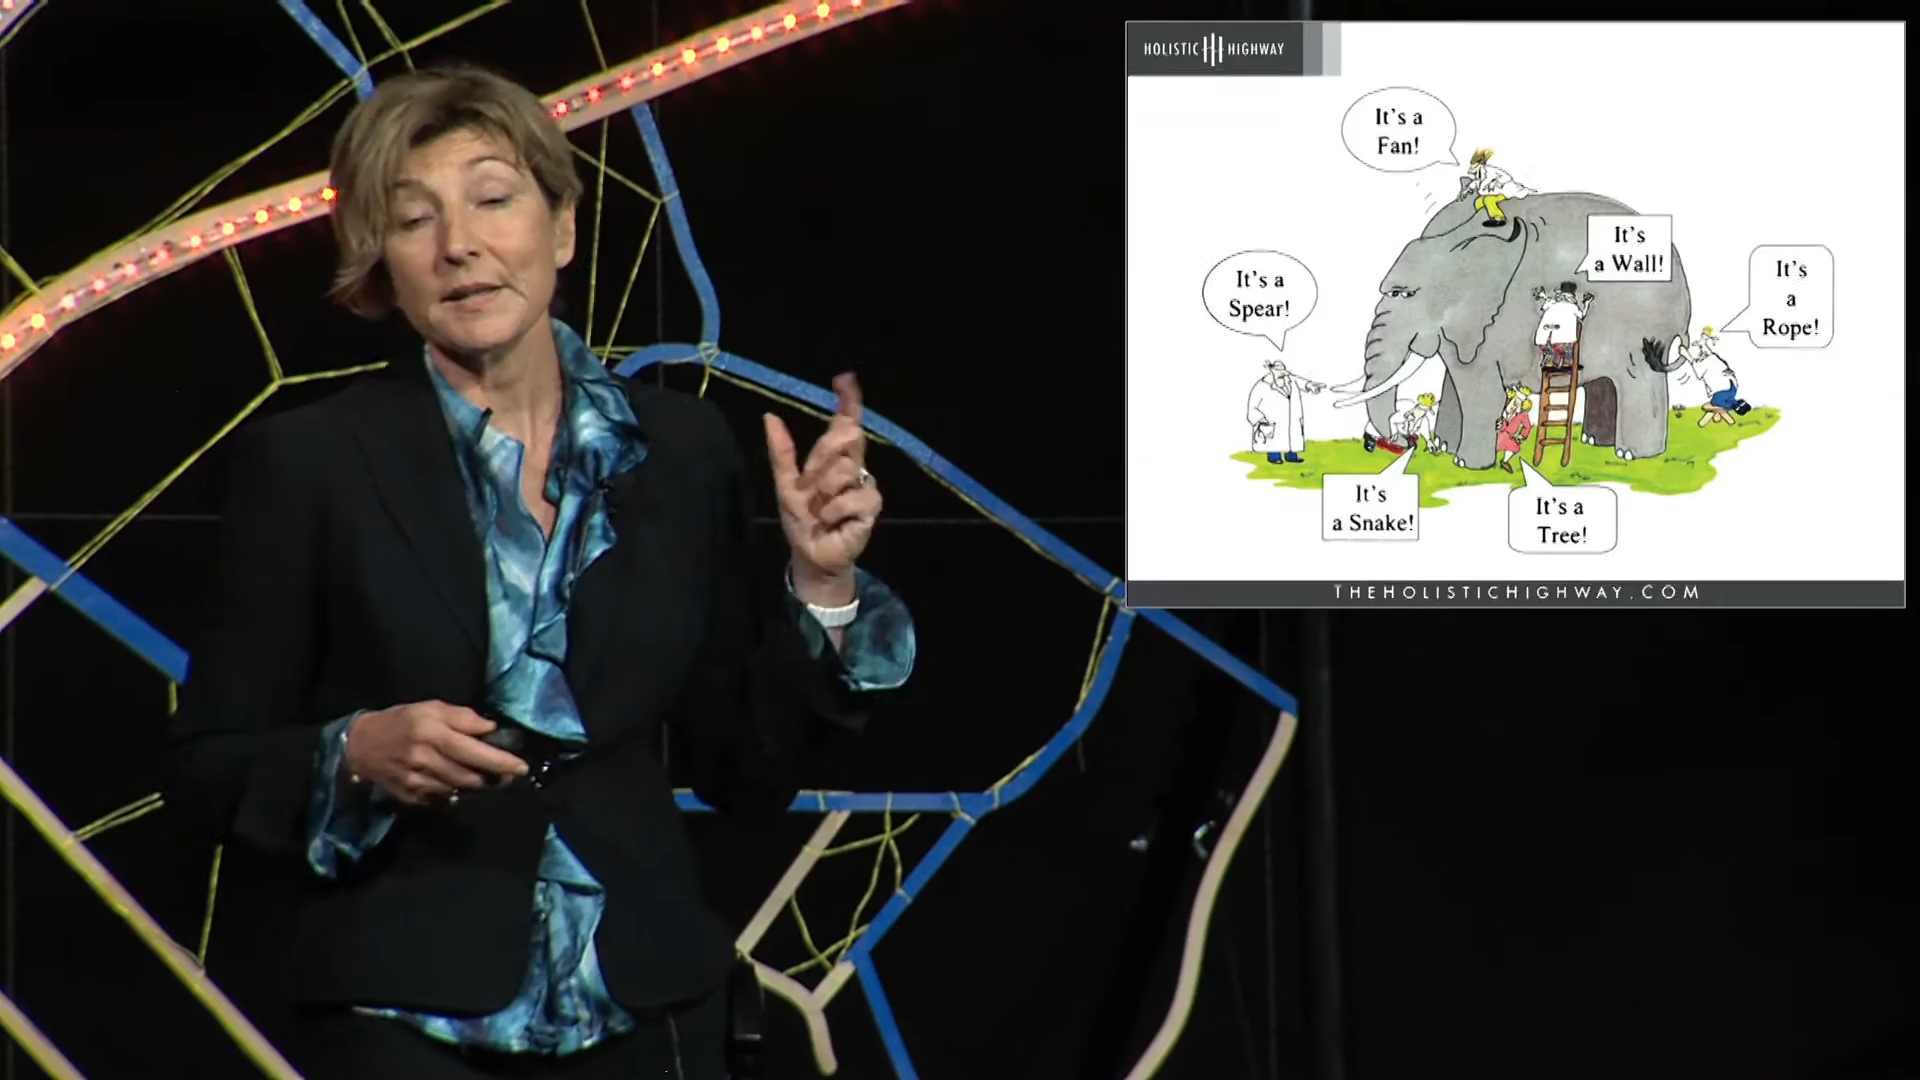 HOLISTIC HIGHWAY
It's a
Fan!
It's
a Wall!
It's a
Spear!
It's
a
Rope!
It's
a Snake!
It's a
Tree!
THEHOLISTICHIGHWAY.COM